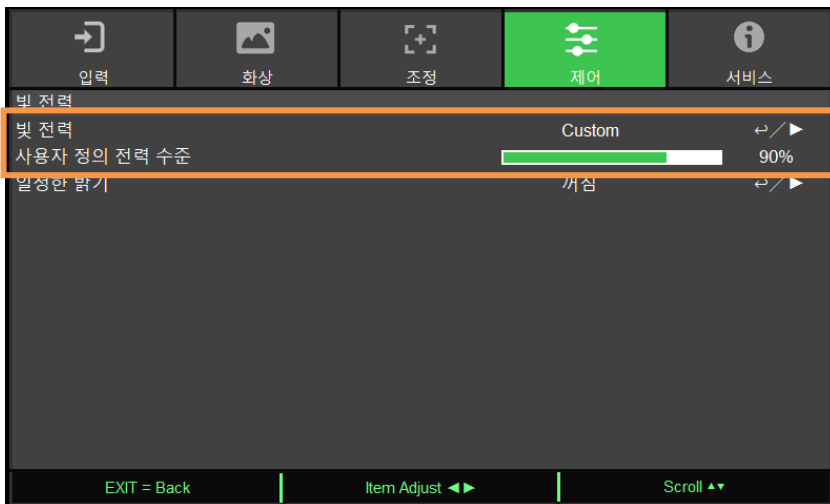 입력 화상 조정 제어 서비스
빛 전력
빛 전력 Custom ↩/▶
사용자 정의 전력 수준 90%
일정한 밝기 꺼짐 ↩/▶
EXIT = Back Item Adjust ◀▶ Scroll ▲▼